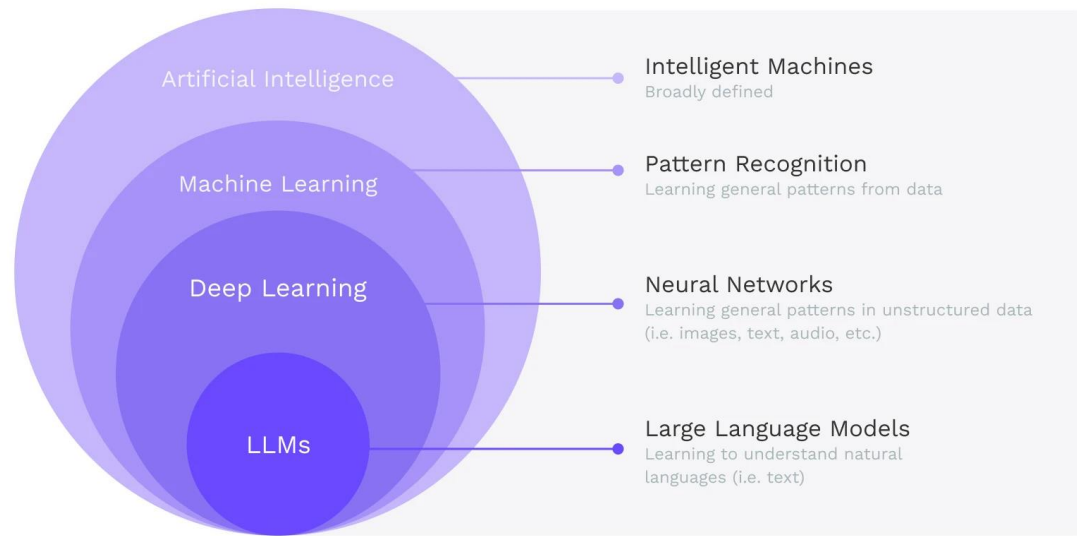 Artificial Intelligence
Intelligent Machines
Broadly defined
Machine Learning
Pattern Recognition
Learning general patterns from data
Deep Learning
Neural Networks
Learning general patterns in unstructured data
(i.e. images, text, audio, etc.)
LLMs
Large Language Models
Learning to understand natural
languages (i.e. text)